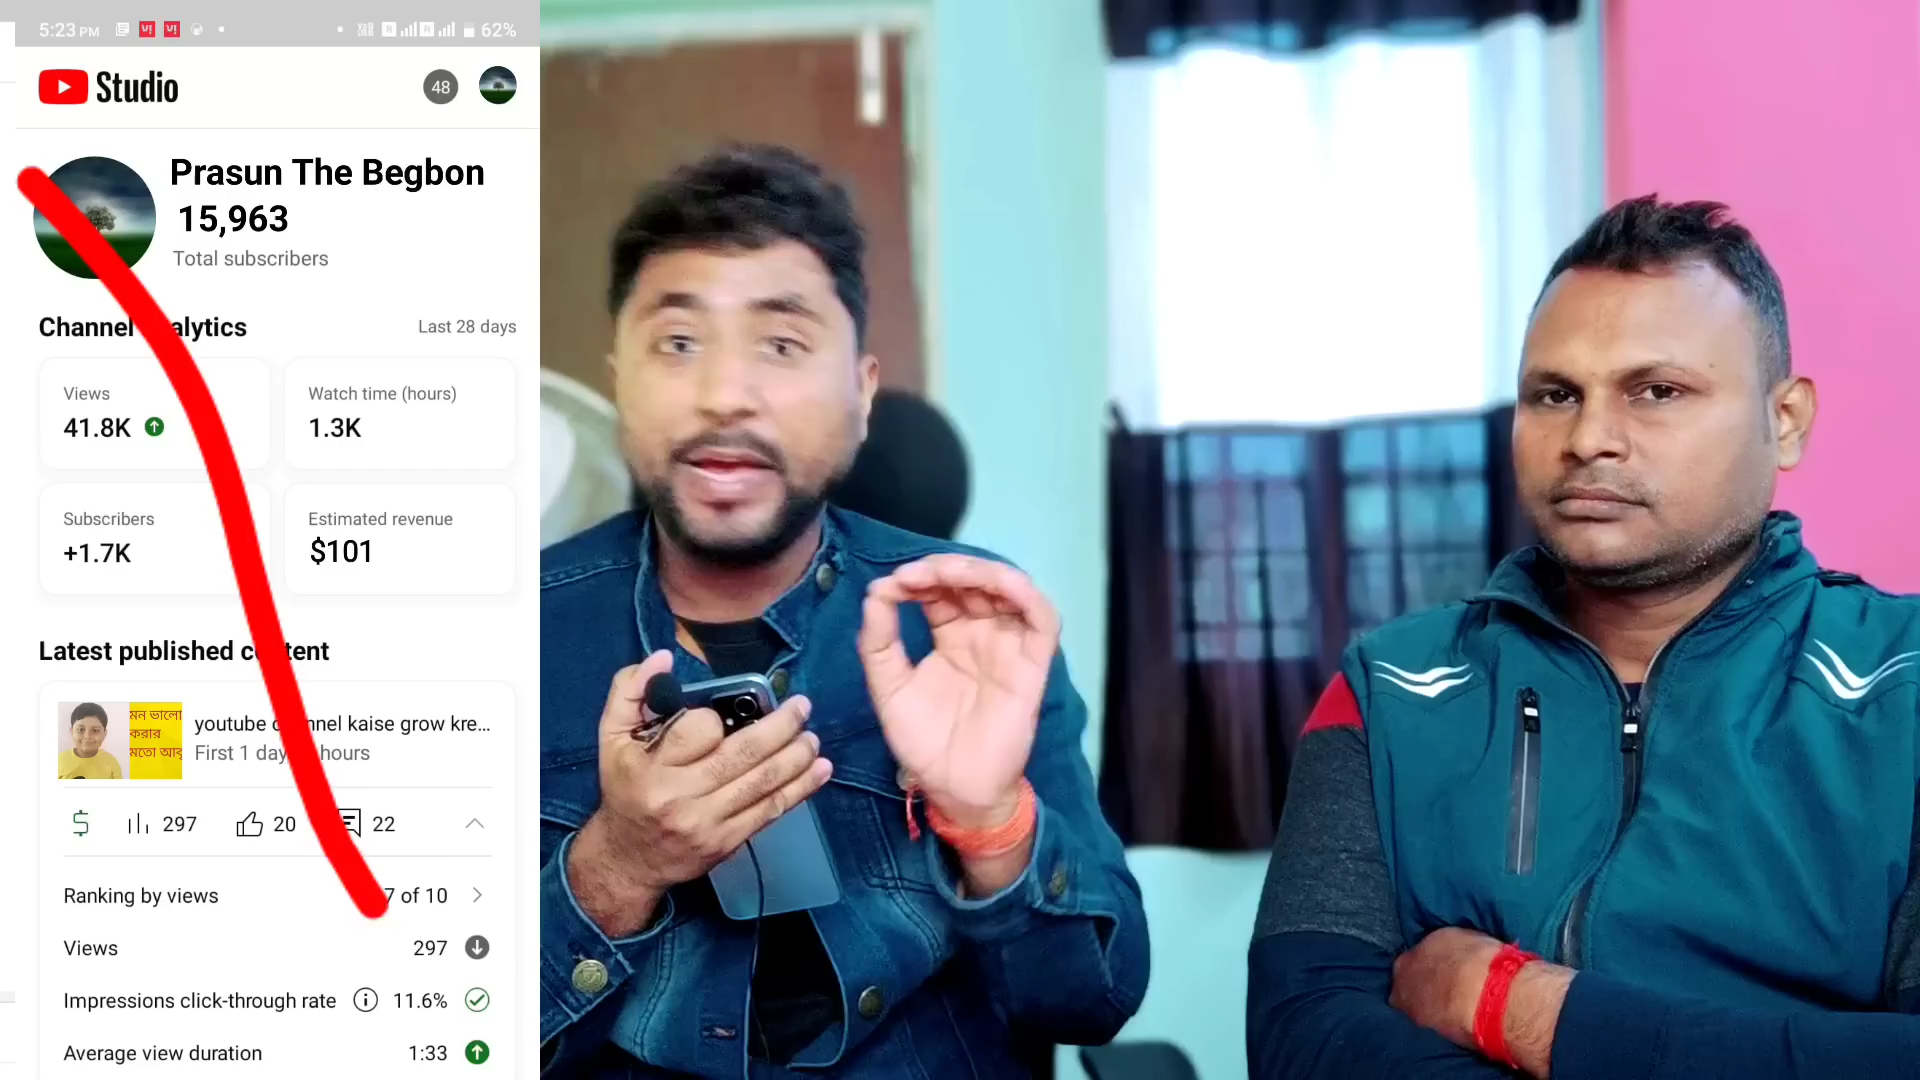 5:23 PM
62%
Studio
48
Prasun The Begbon
15,963
Total subscribers
Channel
alytics
Last 28 days
Views
Watch time (hours)
41.8K
1.3K
Subscribers
Estimated revenue
+1.7K
$101
Latest published
মন ভালো
করার
মতো
youtube
kaise grow kre...
First 1 day
hours
297
20
22
Ranking by views
7 of 10
Views
297
Impressions click-through rate
11.6%
Average view duration
1:33